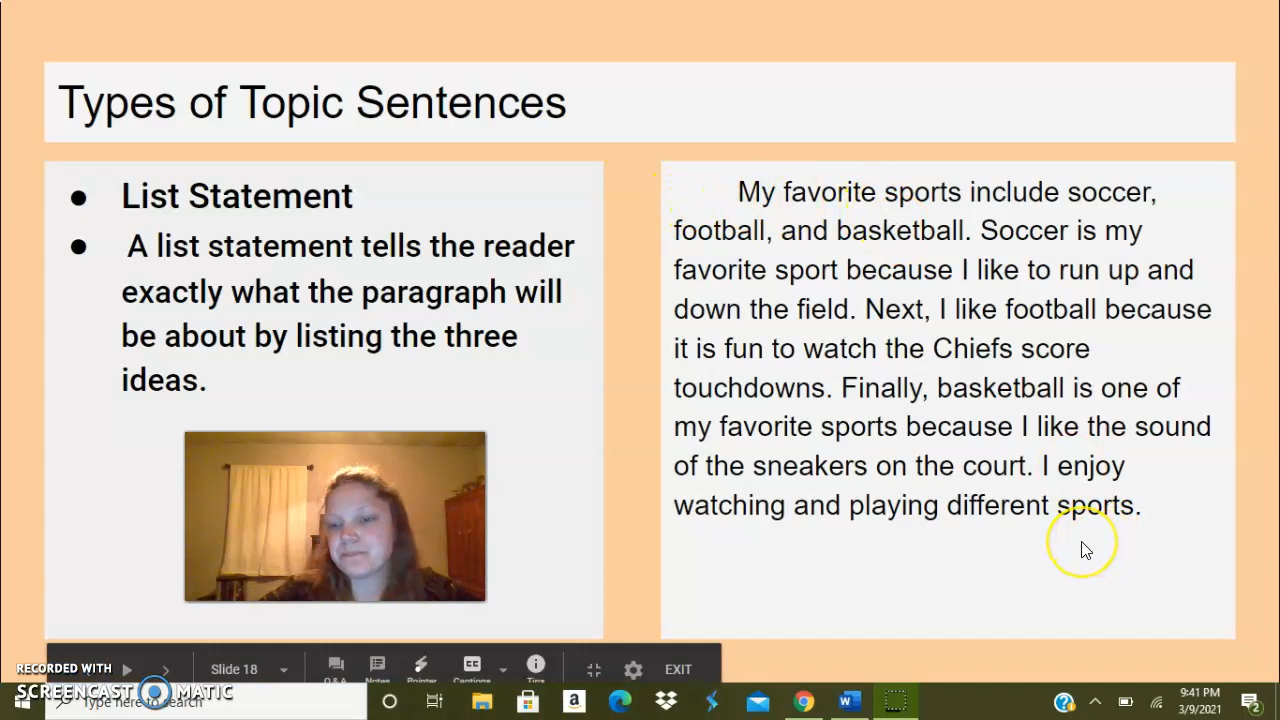 Types of Topic Sentences
● List Statement
● A list statement tells the reader
exactly what the paragraph will
be about by listing the three
ideas.
My favorite sports include soccer,
football, and basketball. Soccer is my
favorite sport because I like to run up and
down the field. Next, I like football because
it is fun to watch the Chiefs score
touchdowns. Finally, basketball is one of
my favorite sports because I like the sound
of the sneakers on the court. I enjoy
watching and playing different sports.
RECORDED WITH
SCREENCAST MATIC
Slide 18
Q & A
Notes
Pointer
Captions
Tips
EXIT
Type here to search
9:41 PM
3/9/2021
2